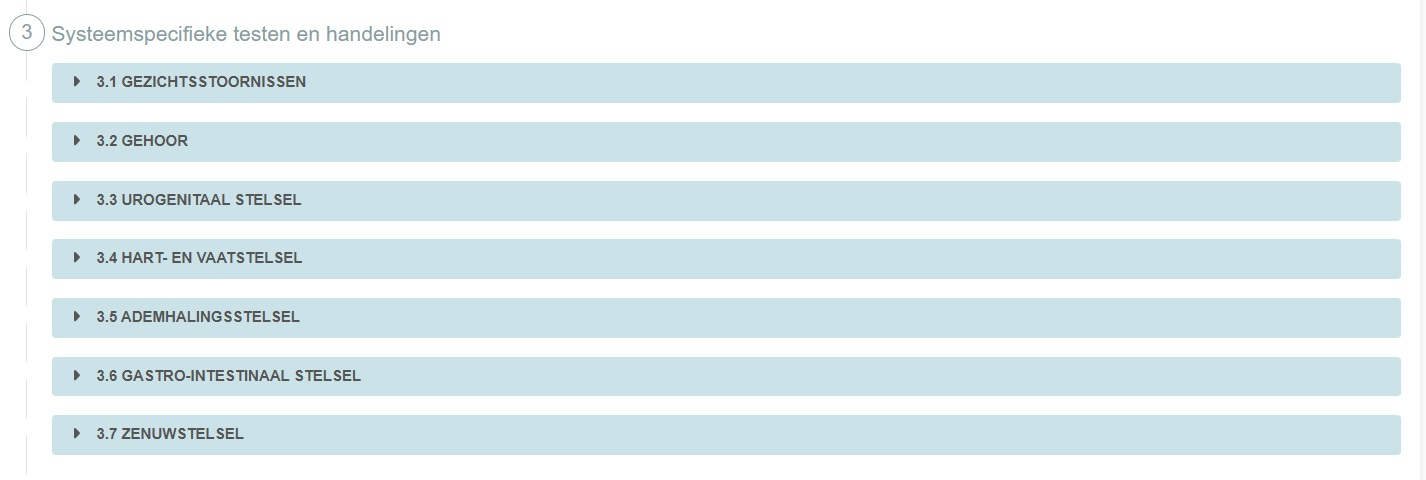 3 Systeemspecifieke testen en handelingen
3.1 GEZICHTSSTOORNISSEN
3.2 GEHOOR
3.3 UROGENITAAL STELSEL
3.4 HART- EN VAATSTELSEL
3.5 ADEMHALINGSSTELSEL
3.6 GASTRO-INTESTINAAL STELSEL
3.7 ZENUWSTELSEL